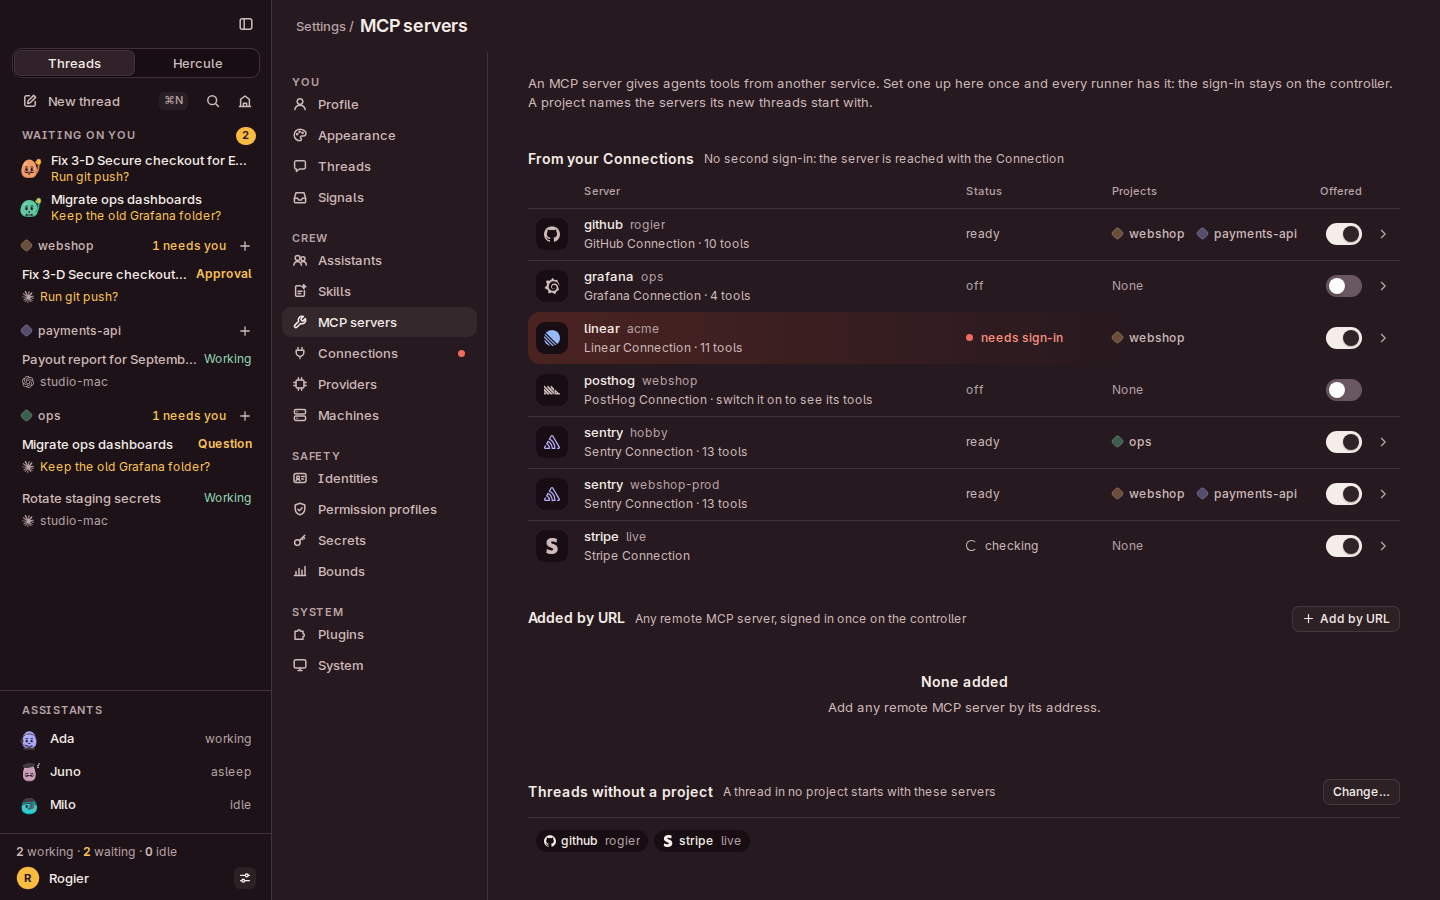 Threads
Hercule
New thread
⌘N
WAITING ON YOU
2
Fix 3-D Secure checkout for E...
Run git push?
Migrate ops dashboards
Keep the old Grafana folder?
webshop
1 needs you
Fix 3-D Secure checkout...
Approval
Run git push?
payments-api
Payout report for Septemb...
Working
studio-mac
ops
1 needs you
Migrate ops dashboards
Question
Keep the old Grafana folder?
Rotate staging secrets
Working
studio-mac
ASSISTANTS
Ada
working
Juno
asleep
Milo
idle
2 working · 2 waiting · 0 idle
R
Rogier
Settings / MCP servers
YOU
Profile
Appearance
Threads
Signals
CREW
Assistants
Skills
MCP servers
Connections
Providers
Machines
SAFETY
Identities
Permission profiles
Secrets
Bounds
SYSTEM
Plugins
System
An MCP server gives agents tools from another service. Set one up here once and every runner has it: the sign-in stays on the controller.
A project names the servers its new threads start with.
From your Connections
No second sign-in: the server is reached with the Connection
Server
Status
Projects
Offered
github rogier
GitHub Connection · 10 tools
ready
webshop
payments-api
grafana ops
Grafana Connection · 4 tools
off
None
linear acme
Linear Connection · 11 tools
needs sign-in
webshop
posthog webshop
PostHog Connection · switch it on to see its tools
off
None
sentry hobby
Sentry Connection · 13 tools
ready
ops
sentry webshop-prod
Sentry Connection · 13 tools
ready
webshop
payments-api
stripe live
Stripe Connection
checking
None
Added by URL
Any remote MCP server, signed in once on the controller
Add by URL
None added
Add any remote MCP server by its address.
Threads without a project
A thread in no project starts with these servers
Change...
github rogier
stripe live